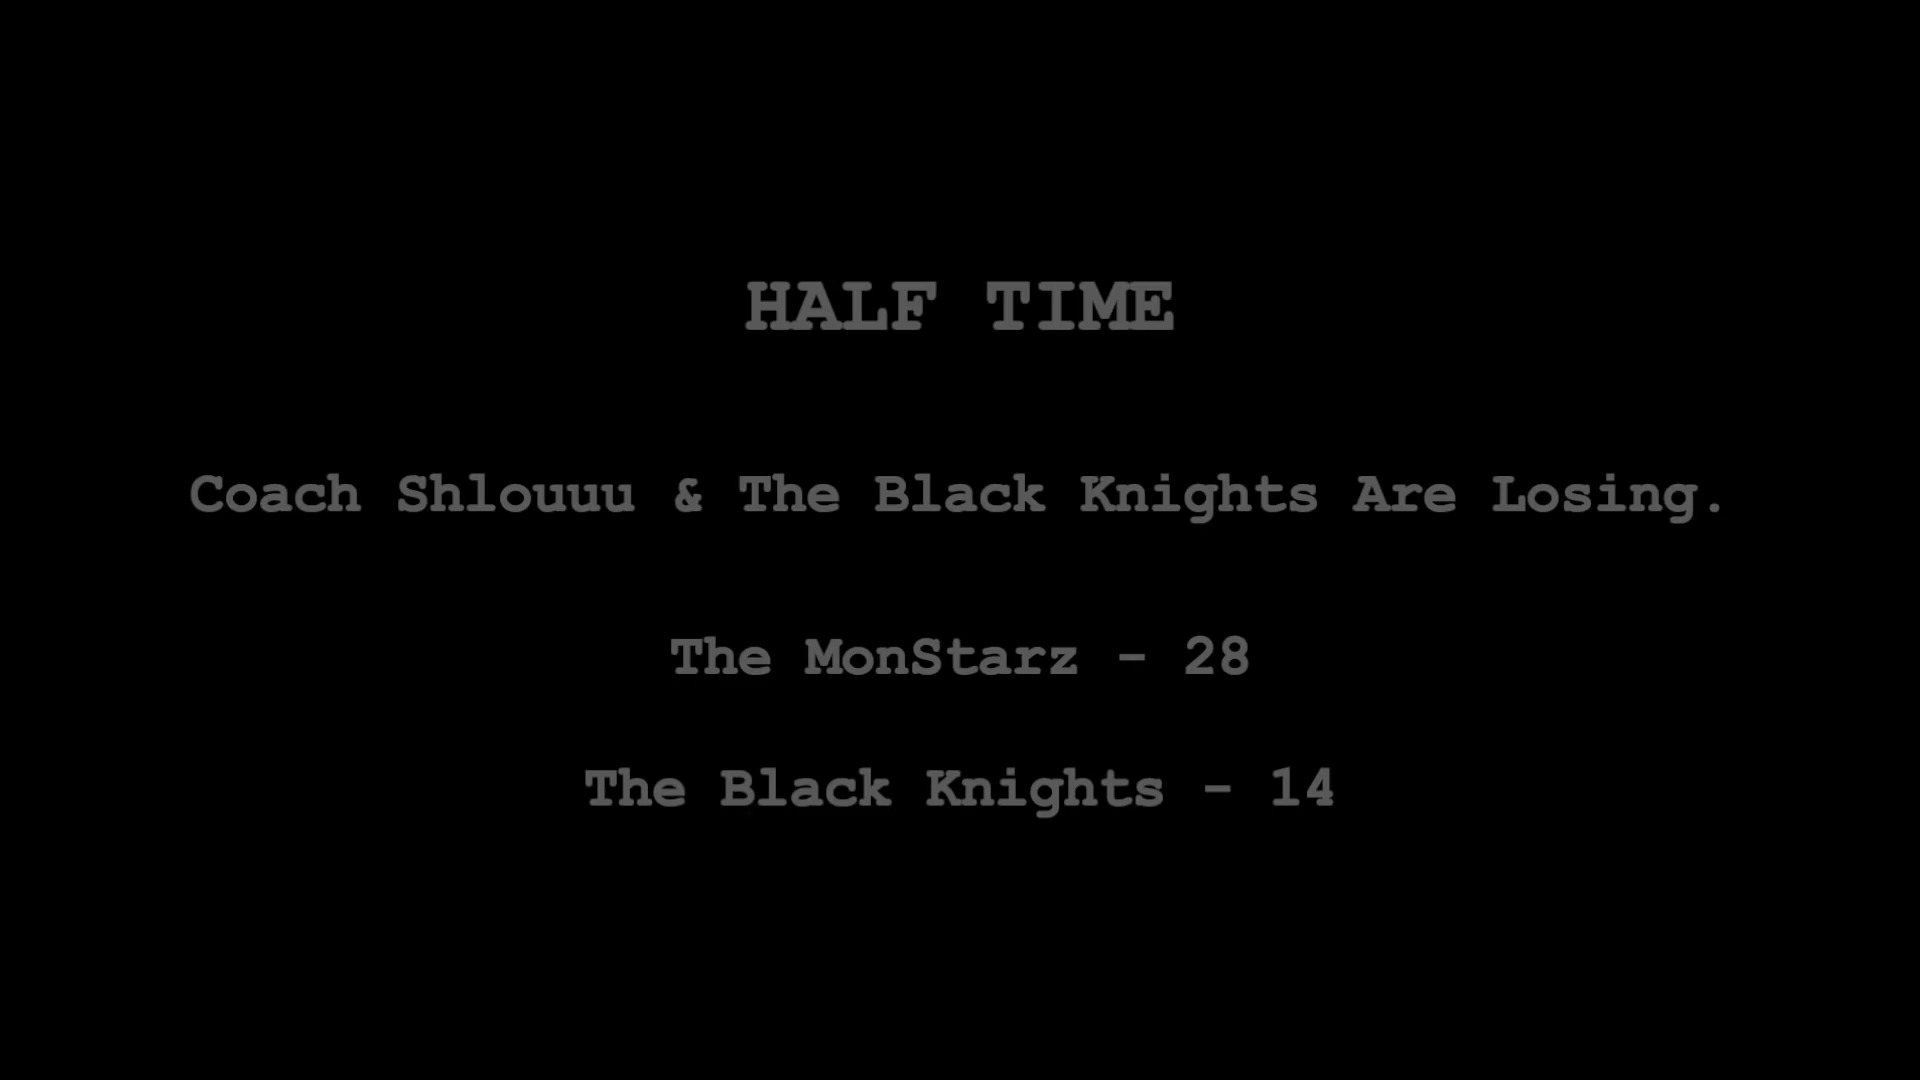 HALF TIME
Coach Shlouuu & The Black Knights Are Losing.
The MonStarz - 28
The Black Knights - 14